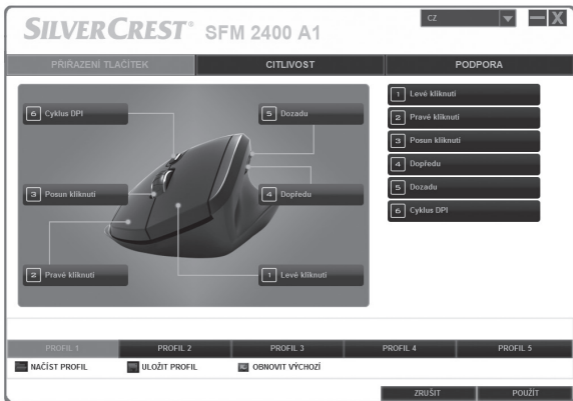 SILVERCREST® SFM 2400 A1
CZ
X
PŘIŘAZENÍ TLAČÍTEK CITLIVOST PODPORA
6 Cyklus DPI
5 Dozadu
3 Posun kliknutí
4 Dopředu
2 Pravé kliknutí
1 Levé kliknutí
1 Levé kliknutí
2 Pravé kliknutí
3 Posun kliknutí
4 Dopředu
5 Dozadu
6 Cyklus DPI
PROFIL 1 PROFIL 2 PROFIL 3 PROFIL 4 PROFIL 5
NAČÍST PROFIL ULOŽIT PROFIL OBNOVIT VÝCHOZÍ
ZRUŠIT POUŽÍT